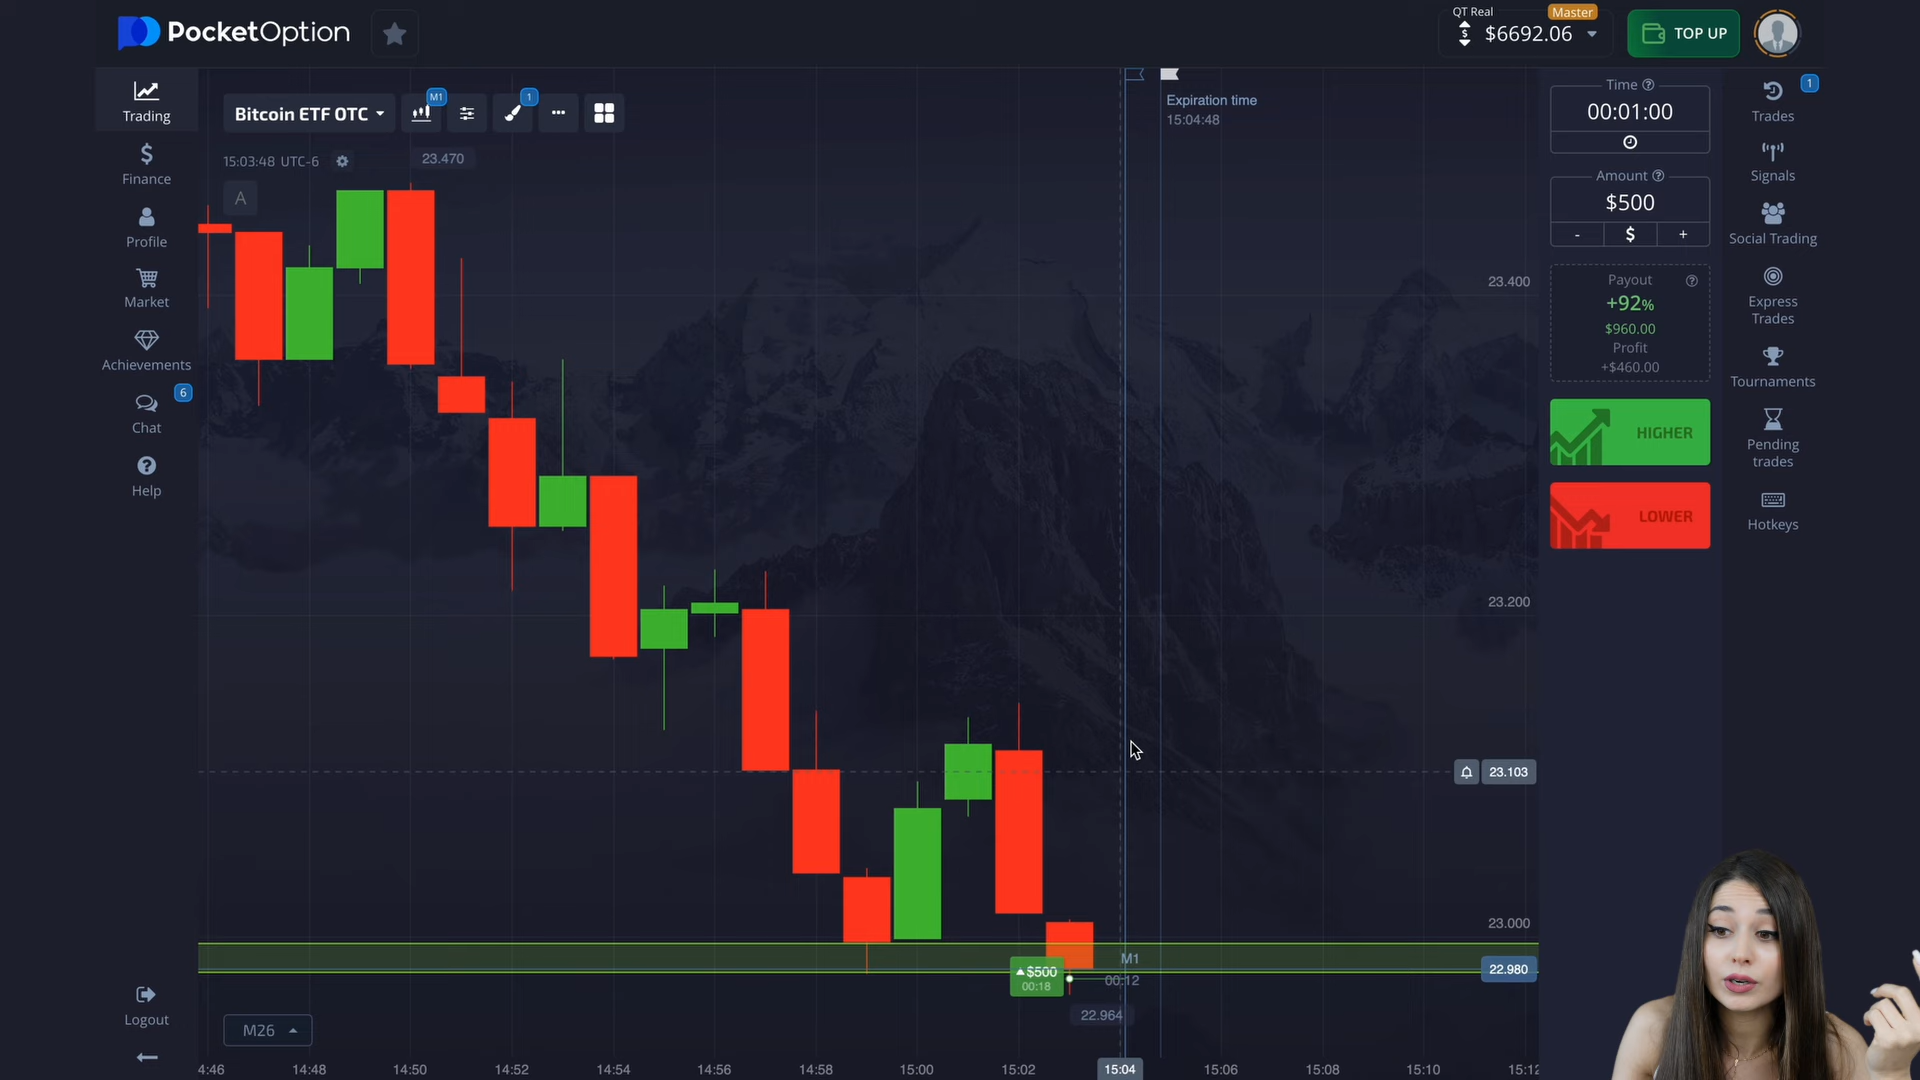 PocketOption
QT Real
Master
$6692.06
TOP UP
Trading
Finance
Profile
Market
Achievements
6
Chat
Help
Logout
Bitcoin ETF OTC
M1
1
15:03:48 UTC-6
23.470
A
Expiration time
15:04:48
23.400
23.200
23.103
23.000
22.980
M1
$500
00:18
00:12
22.964
M26
4:46
14:48
14:50
14:52
14:54
14:56
14:58
15:00
15:02
15:04
15:06
15:08
15:10
15:12
Time
00:01:00
Amount
$500
- $ +
Payout
+92%
$960.00
Profit
+$460.00
HIGHER
LOWER
1
Trades
Signals
Social Trading
Express
Trades
Tournaments
Pending
trades
Hotkeys